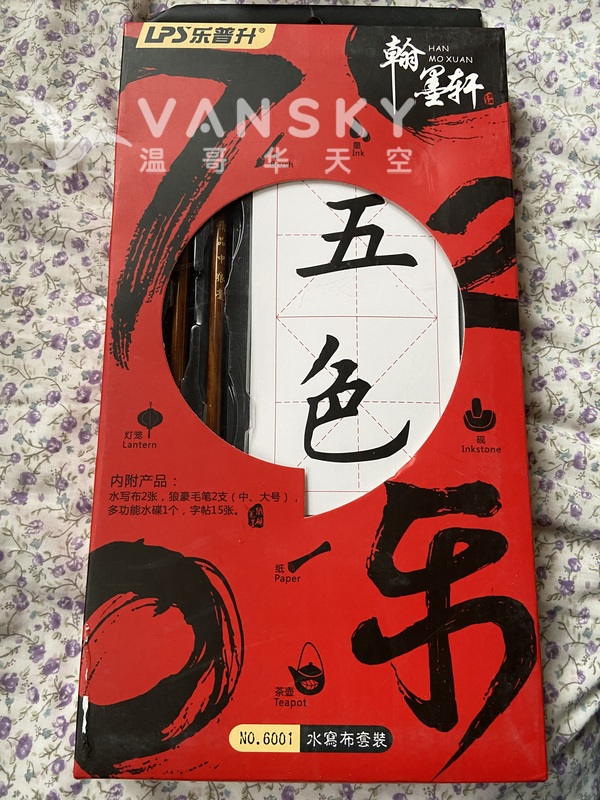 LPS乐普升®
翰墨轩
HAN
MO XUAN
VANSKY
温哥华天空
墨
Ink
五
色
灯笼
Lantern
砚
Inkstone
内附产品：
水写布2张，狼豪毛笔2支（中、大号），
多功能水碟1个，字帖15张。
纸
Paper
乐
茶壶
Teapot
NO.6001 水寫布套裝